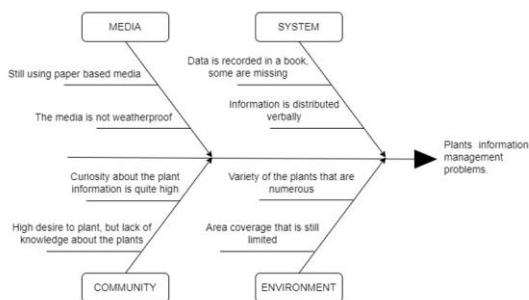 MEDIA
SYSTEM
Still using paper based media
Data is recorded in a book,
some are missing
The media is not weatherproof
Information is distributed
verbally
Plants information
management
problems.
Curiosity about the plant
information is quite high
Variety of the plants that are
numerous
High desire to plant, but lack of
knowledge about the plants
Area coverage that is still
limited
COMMUNITY
ENVIRONMENT